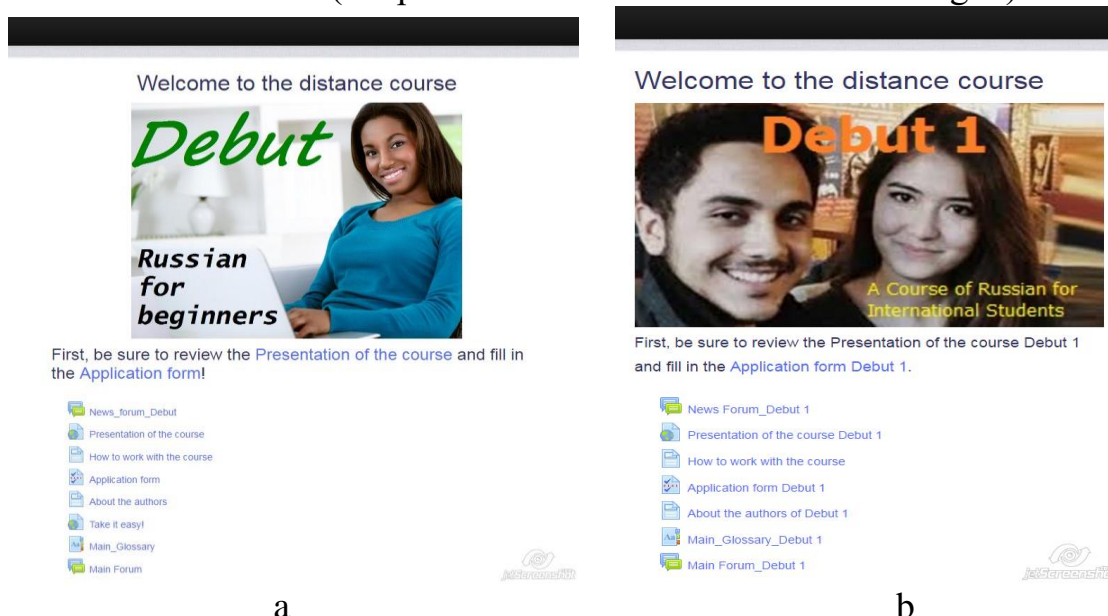 Welcome to the distance course
Debut
Russian
for
beginners
First, be sure to review the Presentation of the course and fill in
the Application form!
News_forum_Debut
Presentation of the course
How to work with the course
Application form
About the authors
Take it easy!
Main_Glossary
Main Forum
jetScreenshot
a
Welcome to the distance course
Debut 1
A Course of Russian for
International Students
First, be sure to review the Presentation of the course Debut 1
and fill in the Application form Debut 1.
News Forum_Debut 1
Presentation of the course Debut 1
How to work with the course
Application form Debut 1
About the authors of Debut 1
Main_Glossary_Debut 1
Main Forum_Debut 1
b